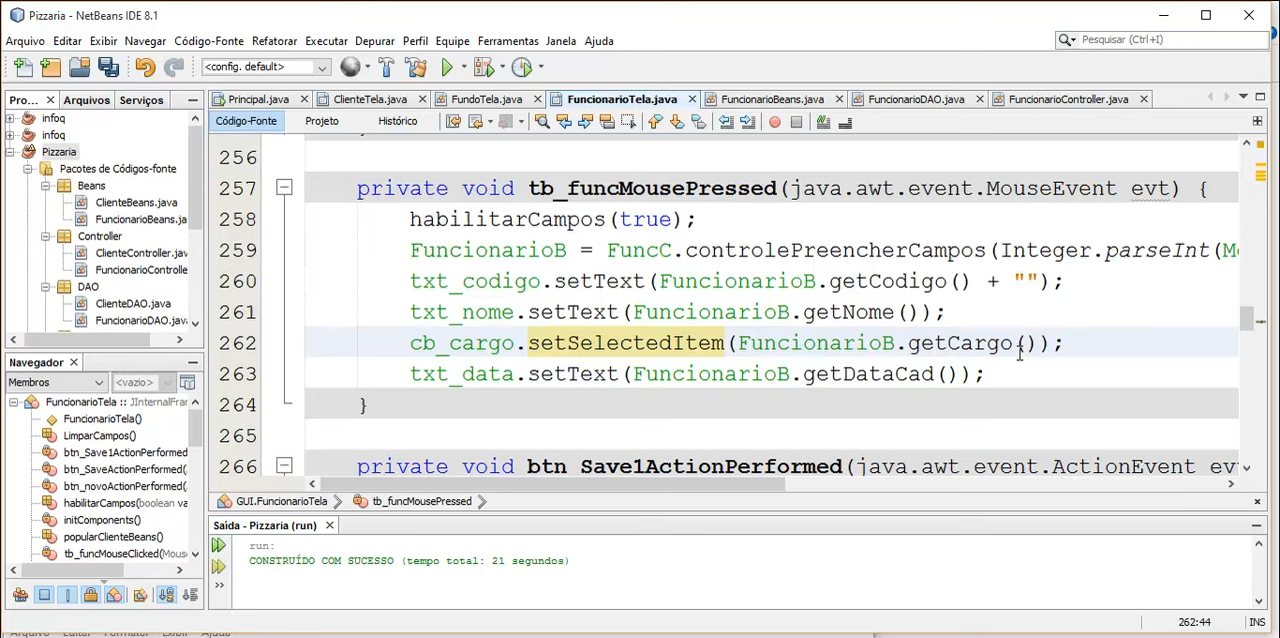 Pizzaria - NetBeans IDE 8.1
Arquivo Editar Exibir Navegar Código-Fonte Refatorar Executar Depurar Perfil Equipe Ferramentas Janela Ajuda
Pesquisar (Ctrl+I)
<config. default>
Pro... Arquivos Serviços
Principal.java ClienteTela.java FundoTela.java FuncionarioTela.java FuncionarioBeans.java FuncionarioDAO.java FuncionarioController.java
Código-Fonte Projeto Histórico
infoq
infoq
Pizzaria
Pacotes de Códigos-fonte
Beans
ClienteBeans.java
FuncionarioBeans.ja
Controller
ClienteController.java
FuncionarioControlle
DAO
ClienteDAO.java
FuncionarioDAO.java
256
257 private void tb_funcMousePressed(java.awt.event.MouseEvent evt) {
258 habilitarCampos(true);
259 FuncionarioB = FuncC.controlePreencherCampos(Integer.parseInt(Mo
260 txt_codigo.setText(FuncionarioB.getCodigo() + "");
261 txt_nome.setText(FuncionarioB.getNome());
262 cb_cargo.setSelectedItem(FuncionarioB.getCargo());
263 txt_data.setText(FuncionarioB.getDataCad());
264 }
265
266 private void btn_Save1ActionPerformed(java.awt.event.ActionEvent ev
Navegador
Membros <vazio>
FuncionarioTela :: JInternalFran
FuncionarioTela()
LimparCampos()
btn_Save1ActionPerformed
btn_SaveActionPerformed(
btn_novoActionPerformed(
habilitarCampos(boolean va
initComponents()
popularClienteBeans()
tb_funcMouseClicked(Mous
GUI.FuncionarioTela tb_funcMousePressed
Saída - Pizzaria (run)
run:
CONSTRUÍDO COM SUCESSO (tempo total: 21 segundos)
262:44 INS